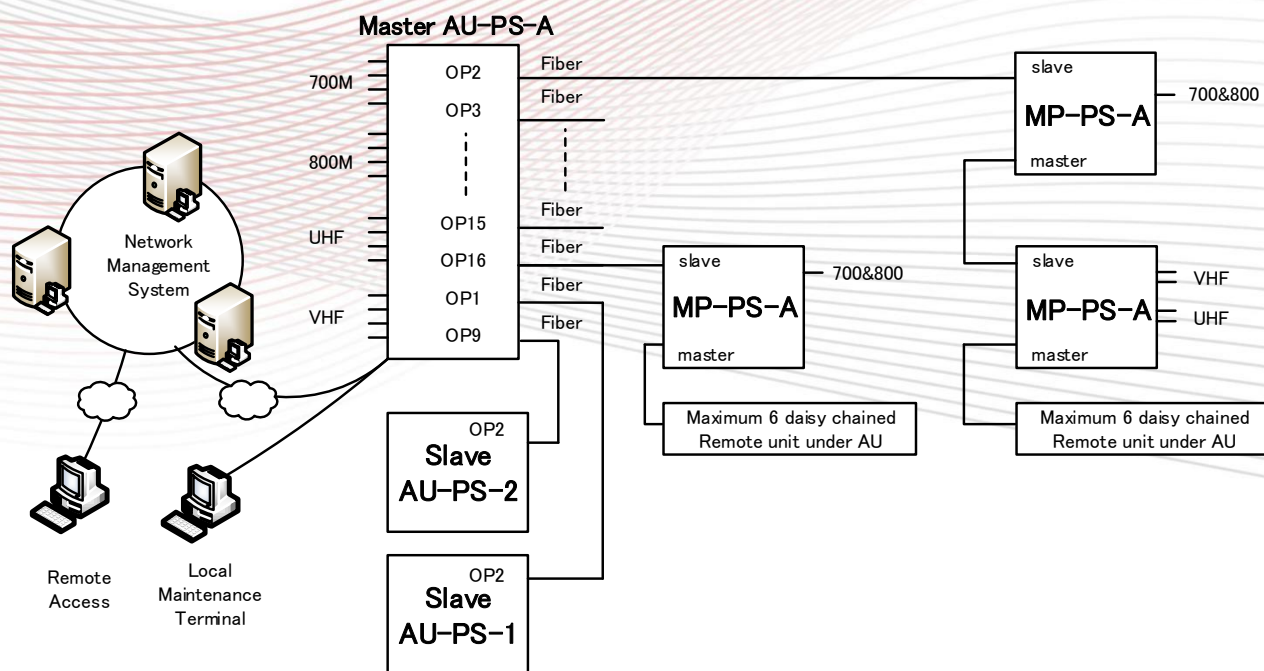 Master AU-PS-A
700M
800M
UHF
VHF
OP2
OP3
OP15
OP16
OP1
OP9
Fiber
Fiber
Fiber
Fiber
Fiber
Fiber
slave
MP-PS-A
master
700&800
slave
MP-PS-A
master
VHF
UHF
Maximum 6 daisy chained
Remote unit under AU
slave
MP-PS-A
master
700&800
Maximum 6 daisy chained
Remote unit under AU
OP2
Slave
AU-PS-2
OP2
Slave
AU-PS-1
Network
Management
System
Remote
Access
Local
Maintenance
Terminal